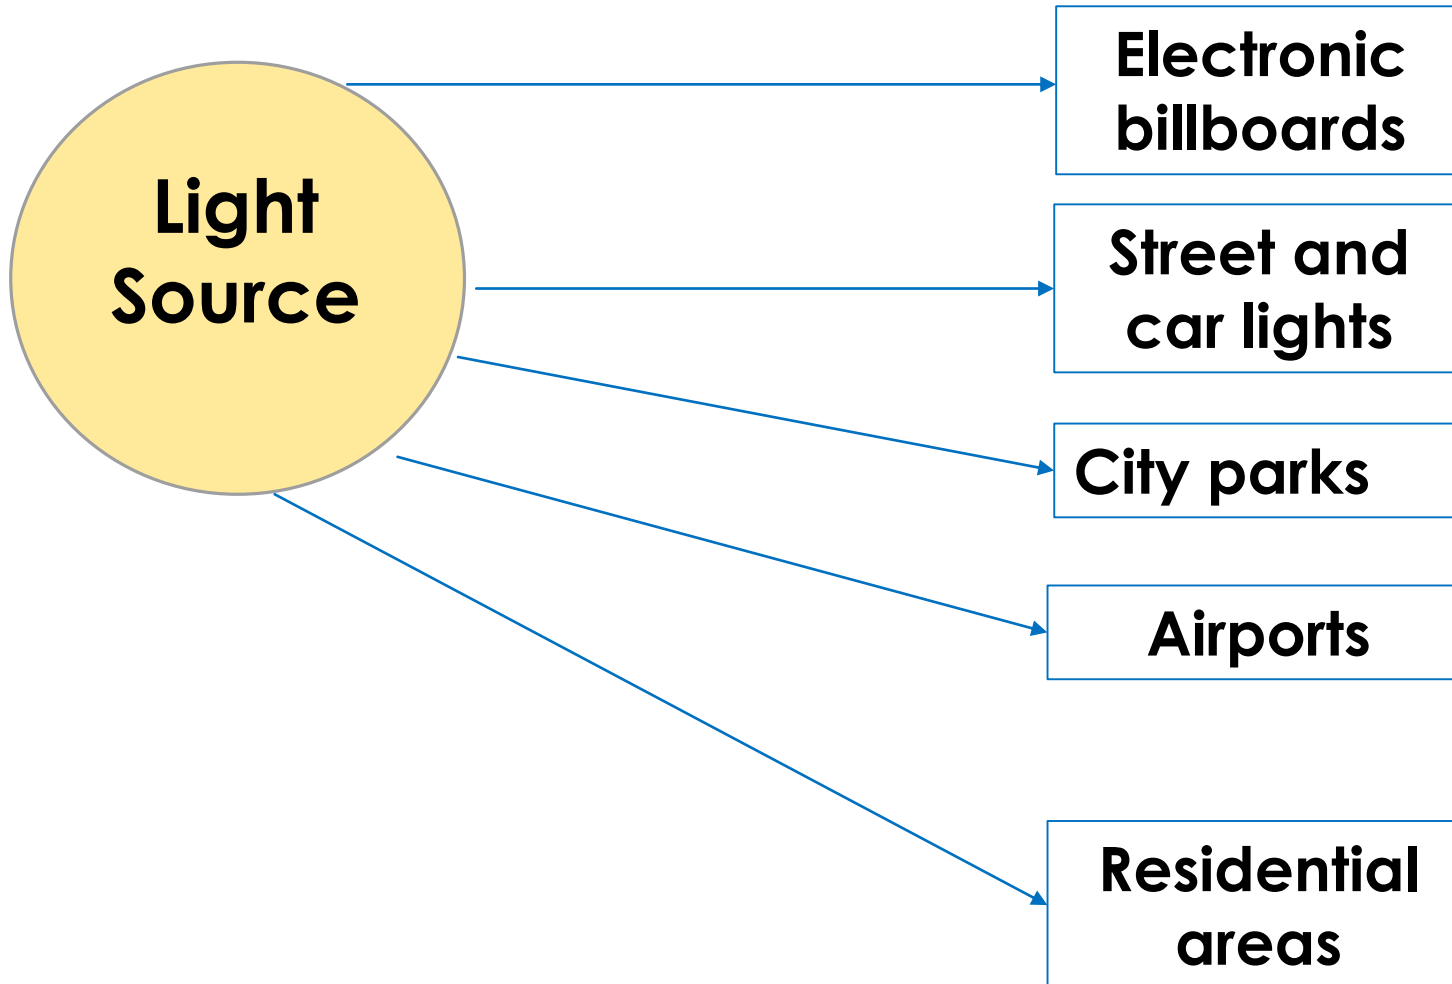 Light
Source
Electronic
billboards
Street and
car lights
City parks
Airports
Residential
areas